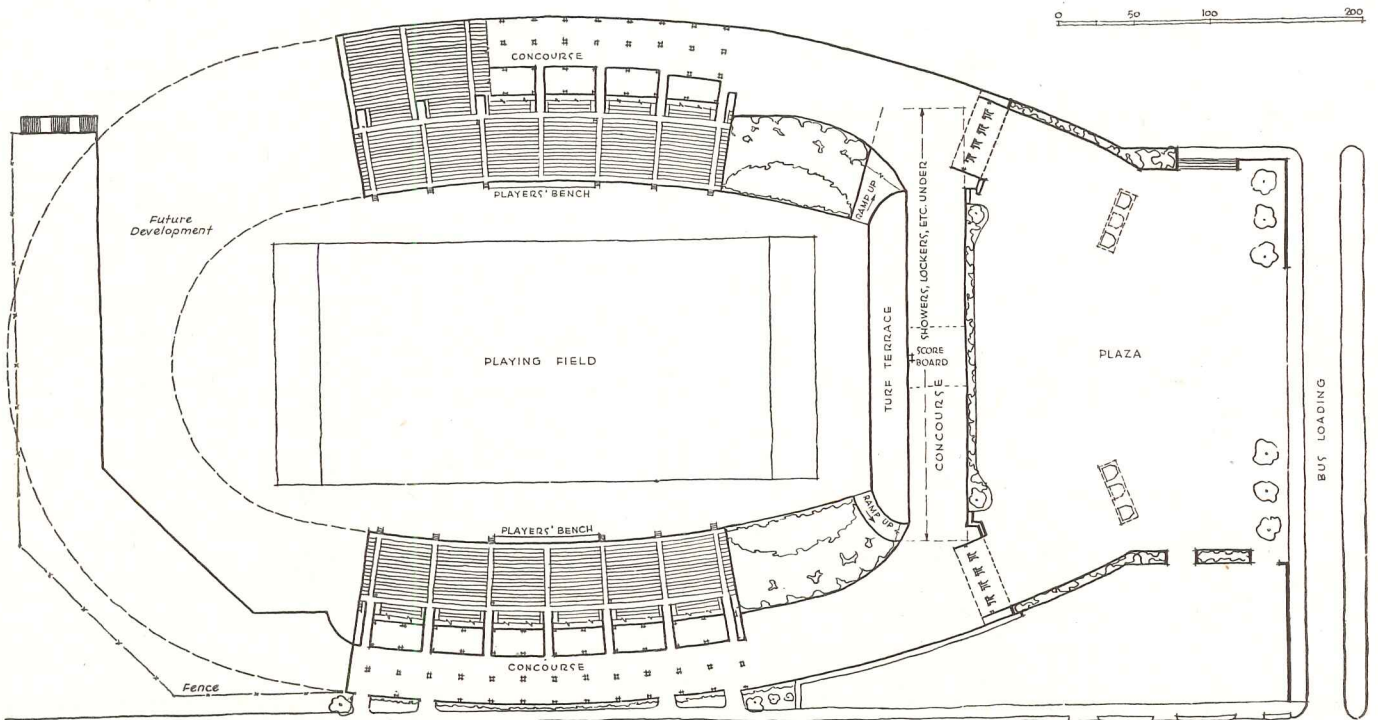 0 50 100 200
CONCOURSE
PLAYERS' BENCH
RAMP UP
SHOWERS, LOCKERS, ETC. UNDER
Future
Development
PLAYING FIELD
TURF TERRACE
SCORE
BOARD
CONCOURSE
PLAZA
BUS LOADING
PLAYERS' BENCH
RAMP UP
CONCOURSE
Fence